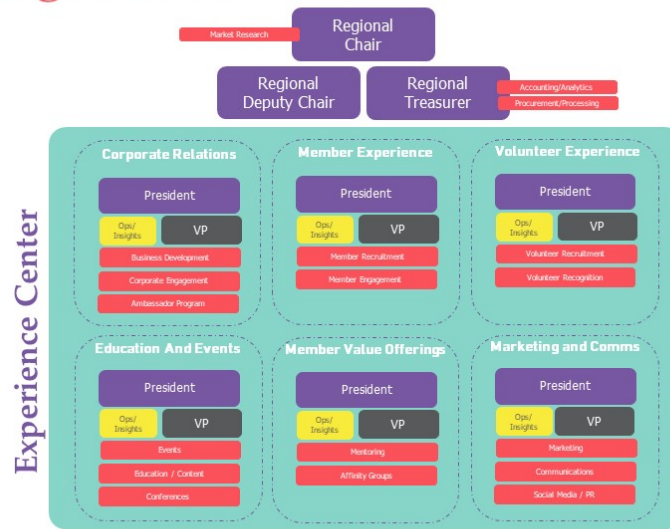 Market Research
Regional
Chair
Regional
Deputy Chair
Regional
Treasurer
Accounting/Analytics
Procurement/Processing
Experience Center
Corporate Relations
President
Ops/
Insights
VP
Business Development
Corporate Engagement
Ambassador Program
Member Experience
President
Ops/
Insights
VP
Member Recruitment
Member Engagement
Volunteer Experience
President
Ops/
Insights
VP
Volunteer Recruitment
Volunteer Recognition
Education And Events
President
Ops/
Insights
VP
Events
Education / Content
Conferences
Member Value Offerings
President
Ops/
Insights
VP
Mentoring
Affinity Groups
Marketing and Comms
President
Ops/
Insights
VP
Marketing
Communications
Social Media / PR